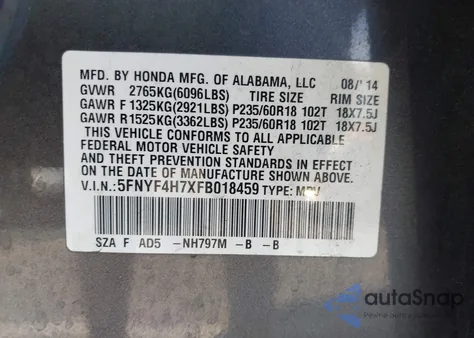 MFD. BY HONDA MFG. OF ALABAMA, LLC 08/'14
GVWR 2765KG(6096LBS) TIRE SIZE RIM SIZE
GAWR F 1325KG(2921LBS) P235/60R18 102T 18X7.5J
GAWR R1525KG(3362LBS) P235/60R18 102T 18X7.5J
THIS VEHICLE CONFORMS TO ALL APPLICABLE
FEDERAL MOTOR VEHICLE SAFETY
AND THEFT PREVENTION STANDARDS IN EFFECT
ON THE DATE OF MANUFACTURE SHOWN ABOVE.
V.I.N.: 5FNYF4H7XFB018459 TYPE: MPV
SZA F AD5 -NH797M -B -B
autoSnap